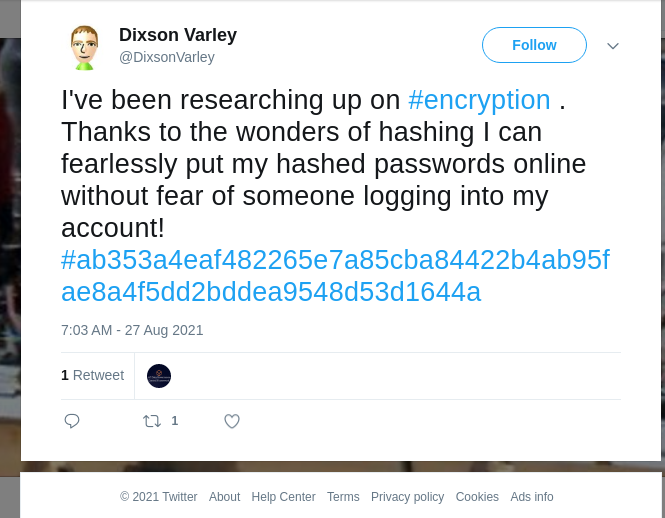 Dixson Varley
@DixsonVarley
Follow
I've been researching up on #encryption .
Thanks to the wonders of hashing I can
fearlessly put my hashed passwords online
without fear of someone logging into my
account!
#ab353a4eaf482265e7a85cba84422b4ab95f
ae8a4f5dd2bddea9548d53d1644a
7:03 AM - 27 Aug 2021
1 Retweet
1
© 2021 Twitter About Help Center Terms Privacy policy Cookies Ads info